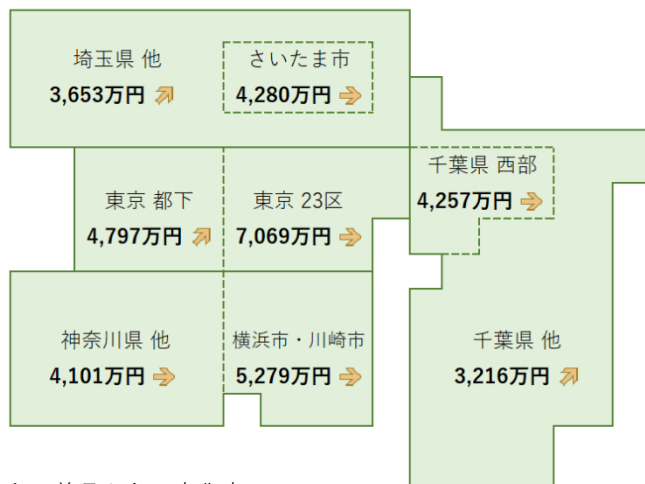 埼玉県 他
3,653万円
さいたま市
4,280万円
千葉県 西部
4,257万円
東京 都下
4,797万円
東京 23区
7,069万円
神奈川県 他
4,101万円
横浜市・川崎市
5,279万円
千葉県 他
3,216万円